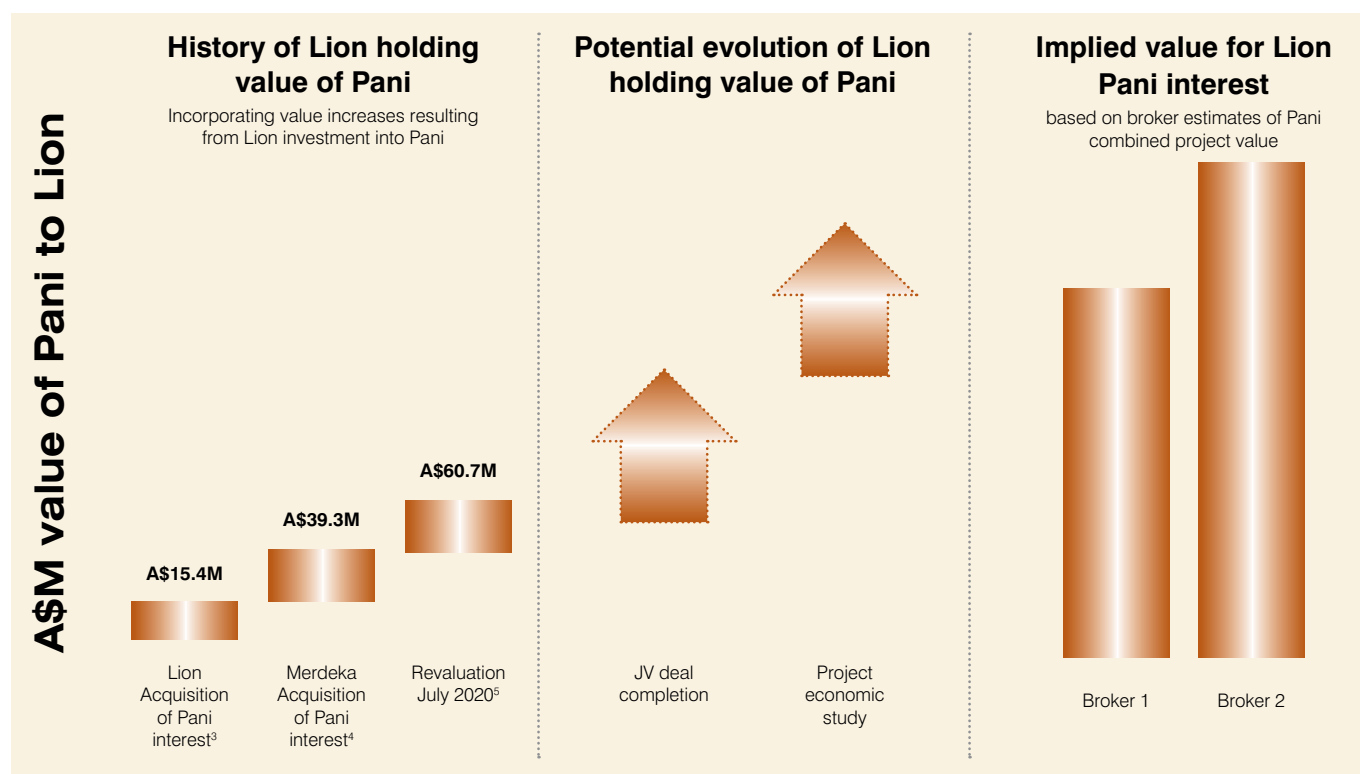 A$M value of Pani to Lion
History of Lion holding
value of Pani
Incorporating value increases resulting
from Lion investment into Pani
A$15.4M
A$39.3M
A$60.7M
Lion
Acquisition
of Pani
interest³
Merdeka
Acquisition
of Pani
interest⁴
Revaluation
July 2020⁵
Potential evolution of Lion
holding value of Pani
JV deal
completion
Project
economic
study
Implied value for Lion
Pani interest
based on broker estimates of Pani
combined project value
Broker 1
Broker 2